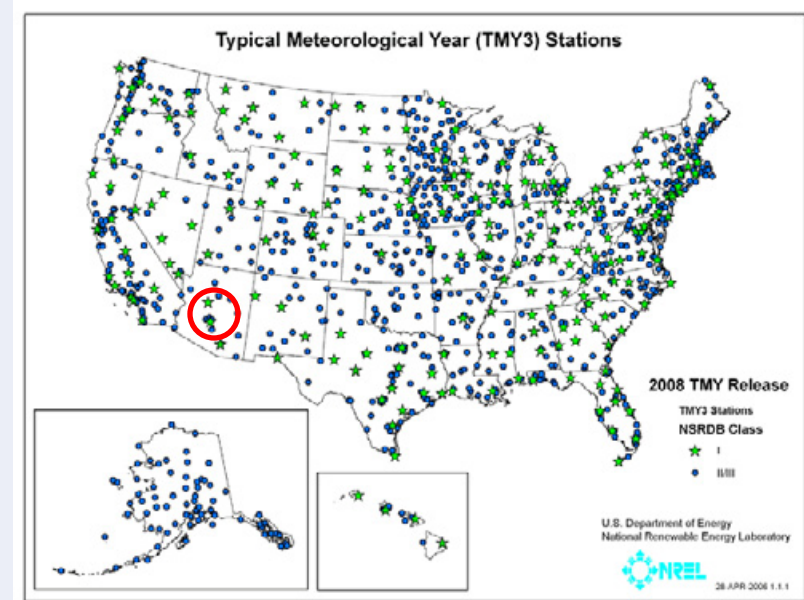 Typical Meteorological Year (TMY3) Stations
2008 TMY Release
TMY3 Stations
NSRDB Class
I
II/III
U.S. Department of Energy
National Renewable Energy Laboratory
NREL
28-APR-2008 1.1.1